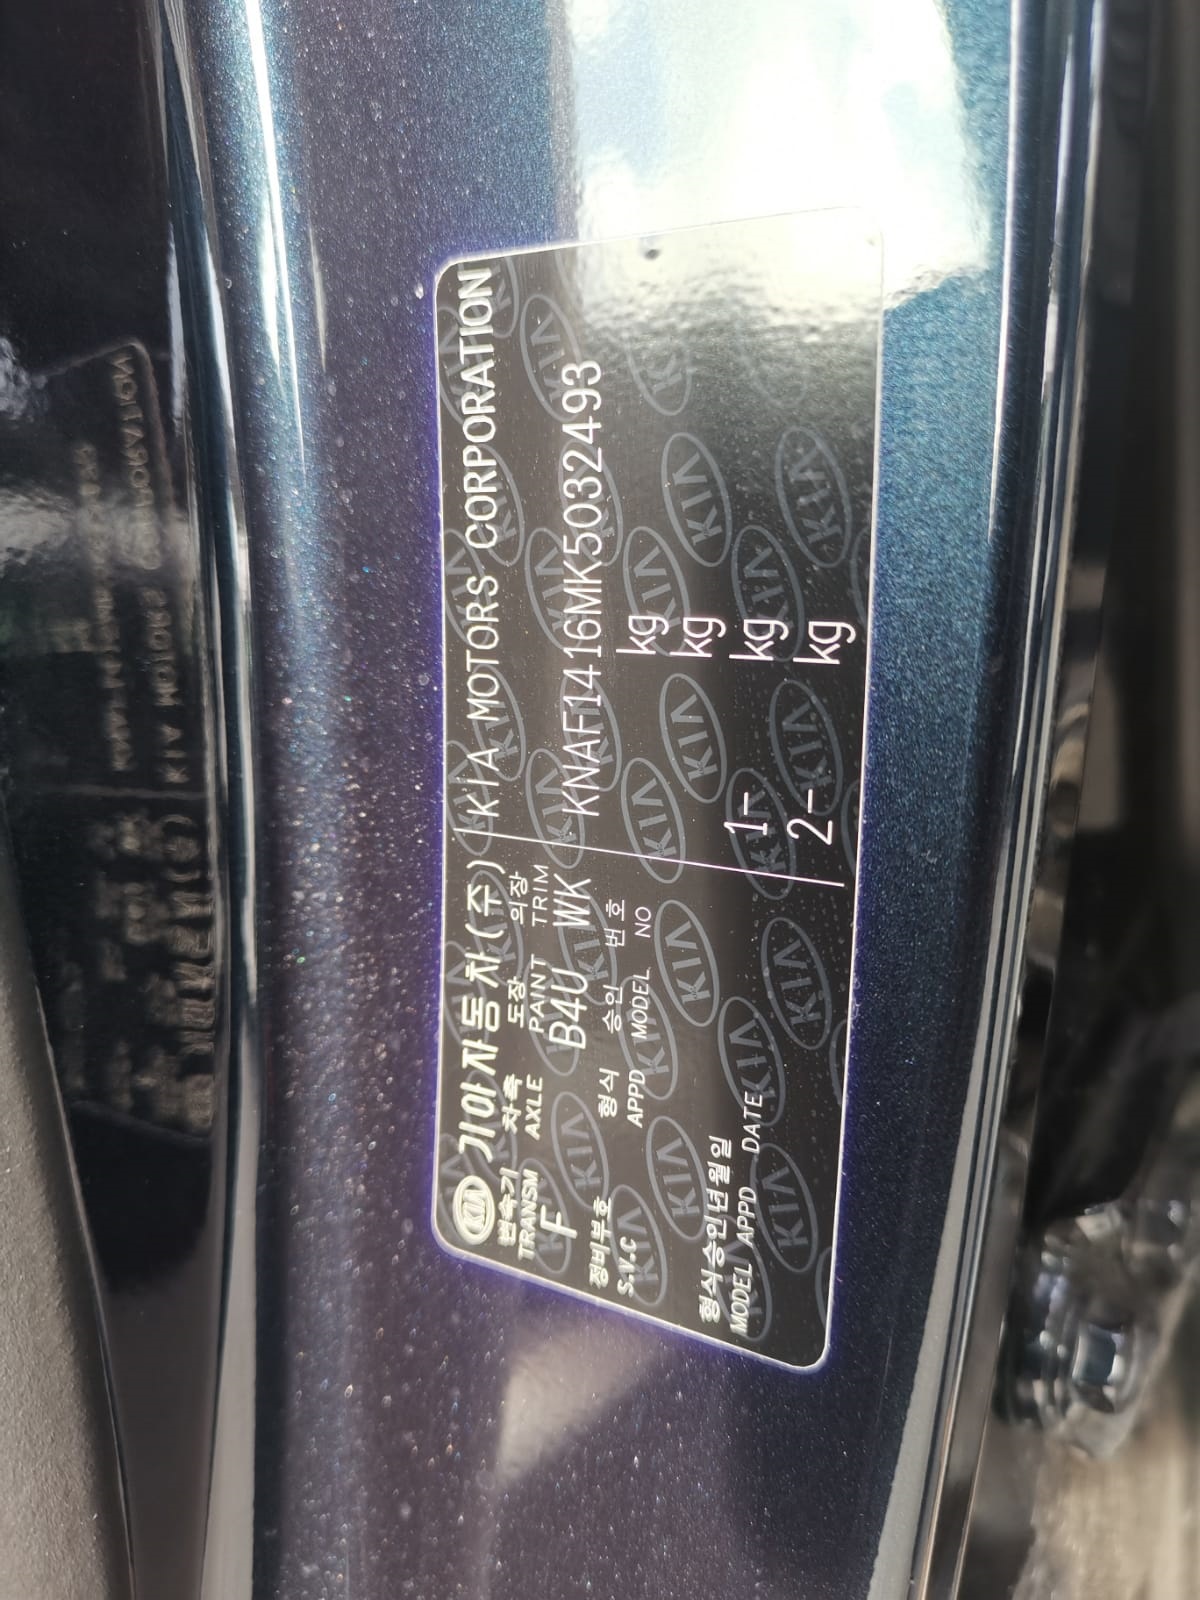 KIA 기아자동차(주) KIA MOTORS CORPORATION
변속기 차축 도장 의장
TRANSM AXLE PAINT TRIM
F B4U WK KNAF1416MK5032493
정비부호 형식 승인 번호 kg
S.V.C APPD MODEL NO
kg
형식승인년월일 1- kg
MODEL APPD DATE
2- kg